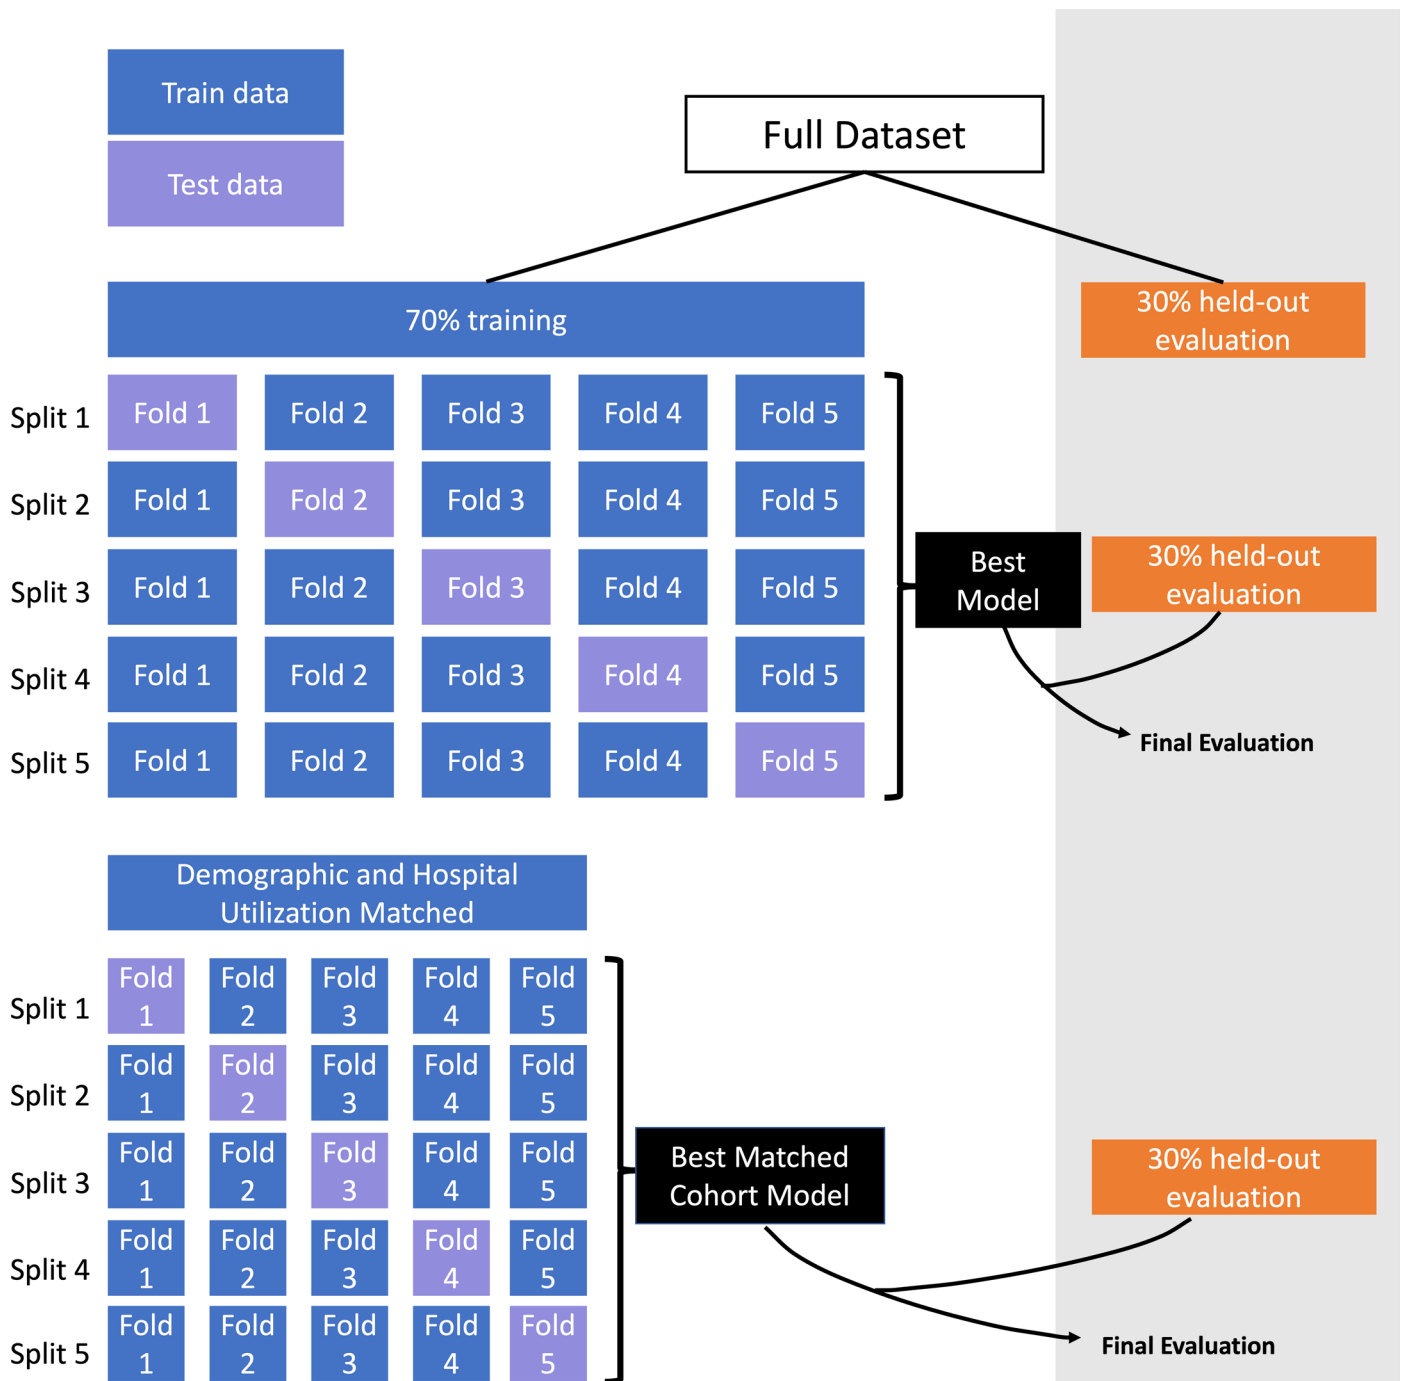 Train data
Test data
Full Dataset
70% training
30% held-out
evaluation
Split 1
Fold 1
Fold 2
Fold 3
Fold 4
Fold 5
Split 2
Fold 1
Fold 2
Fold 3
Fold 4
Fold 5
Split 3
Fold 1
Fold 2
Fold 3
Fold 4
Fold 5
Split 4
Fold 1
Fold 2
Fold 3
Fold 4
Fold 5
Split 5
Fold 1
Fold 2
Fold 3
Fold 4
Fold 5
Best
Model
30% held-out
evaluation
Final Evaluation
Demographic and Hospital
Utilization Matched
Split 1
Fold
1
Fold
2
Fold
3
Fold
4
Fold
5
Split 2
Fold
1
Fold
2
Fold
3
Fold
4
Fold
5
Split 3
Fold
1
Fold
2
Fold
3
Fold
4
Fold
5
Split 4
Fold
1
Fold
2
Fold
3
Fold
4
Fold
5
Split 5
Fold
1
Fold
2
Fold
3
Fold
4
Fold
5
Best Matched
Cohort Model
30% held-out
evaluation
Final Evaluation